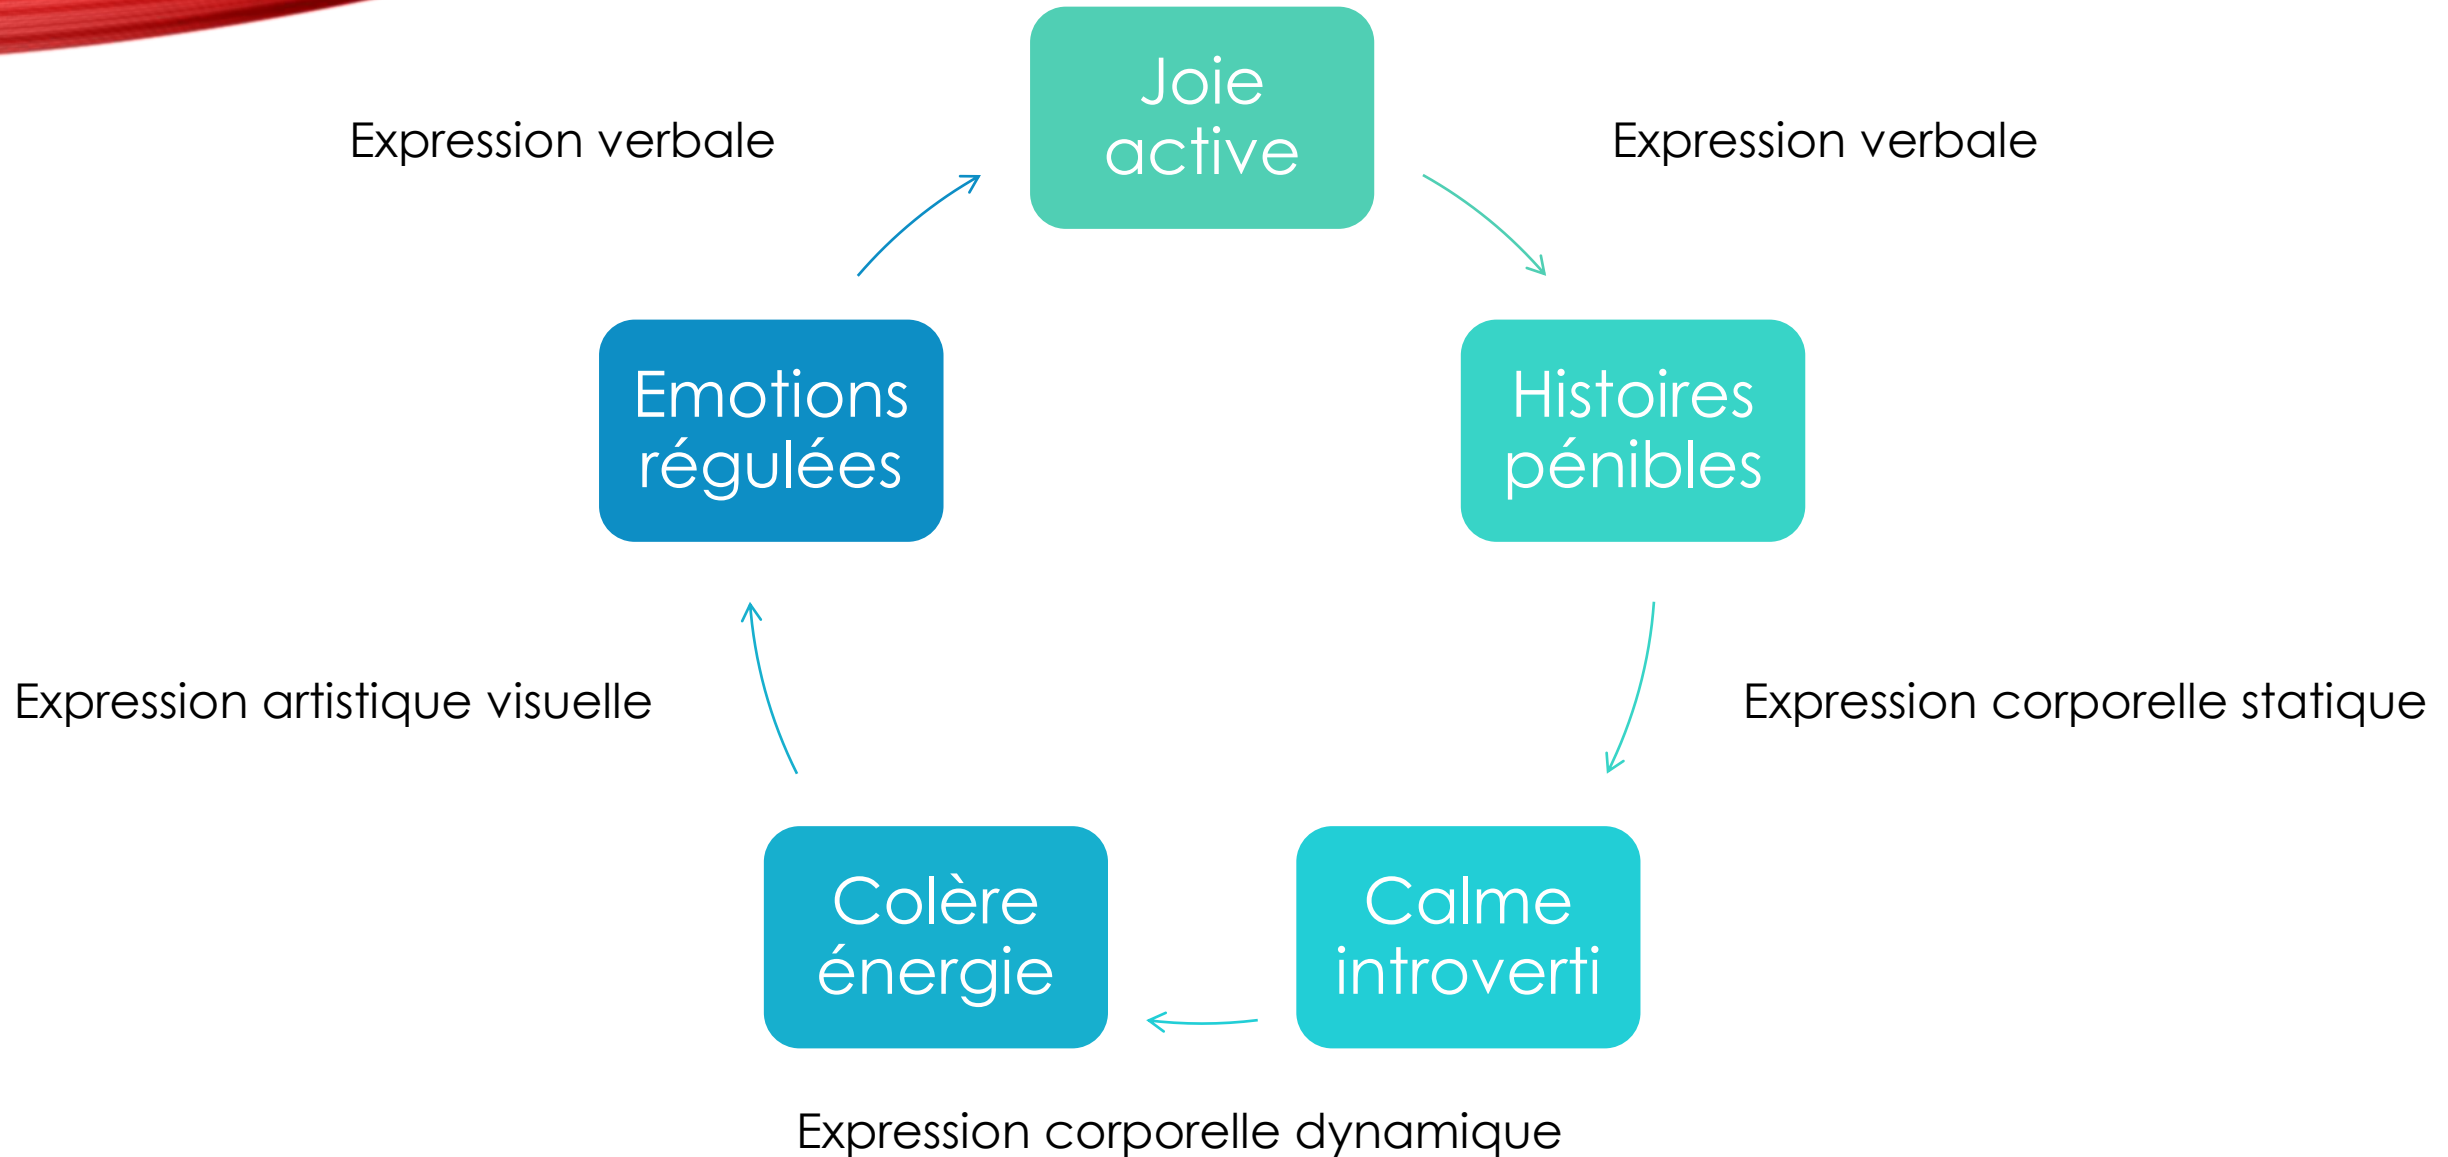 Joie
active
Expression verbale
Expression verbale
Emotions
régulées
Histoires
pénibles
Expression artistique visuelle
Expression corporelle statique
Colère
énergie
Calme
introverti
Expression corporelle dynamique